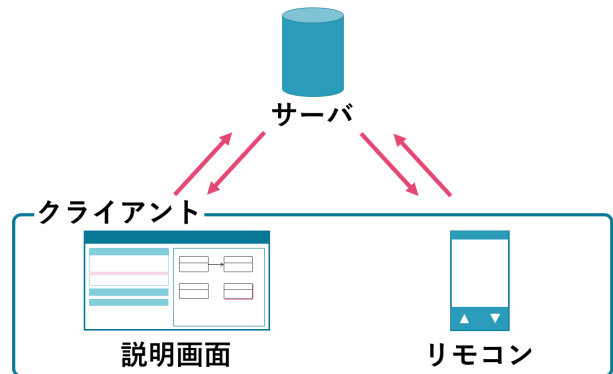 サーバ
クライアント
説明画面
リモコン